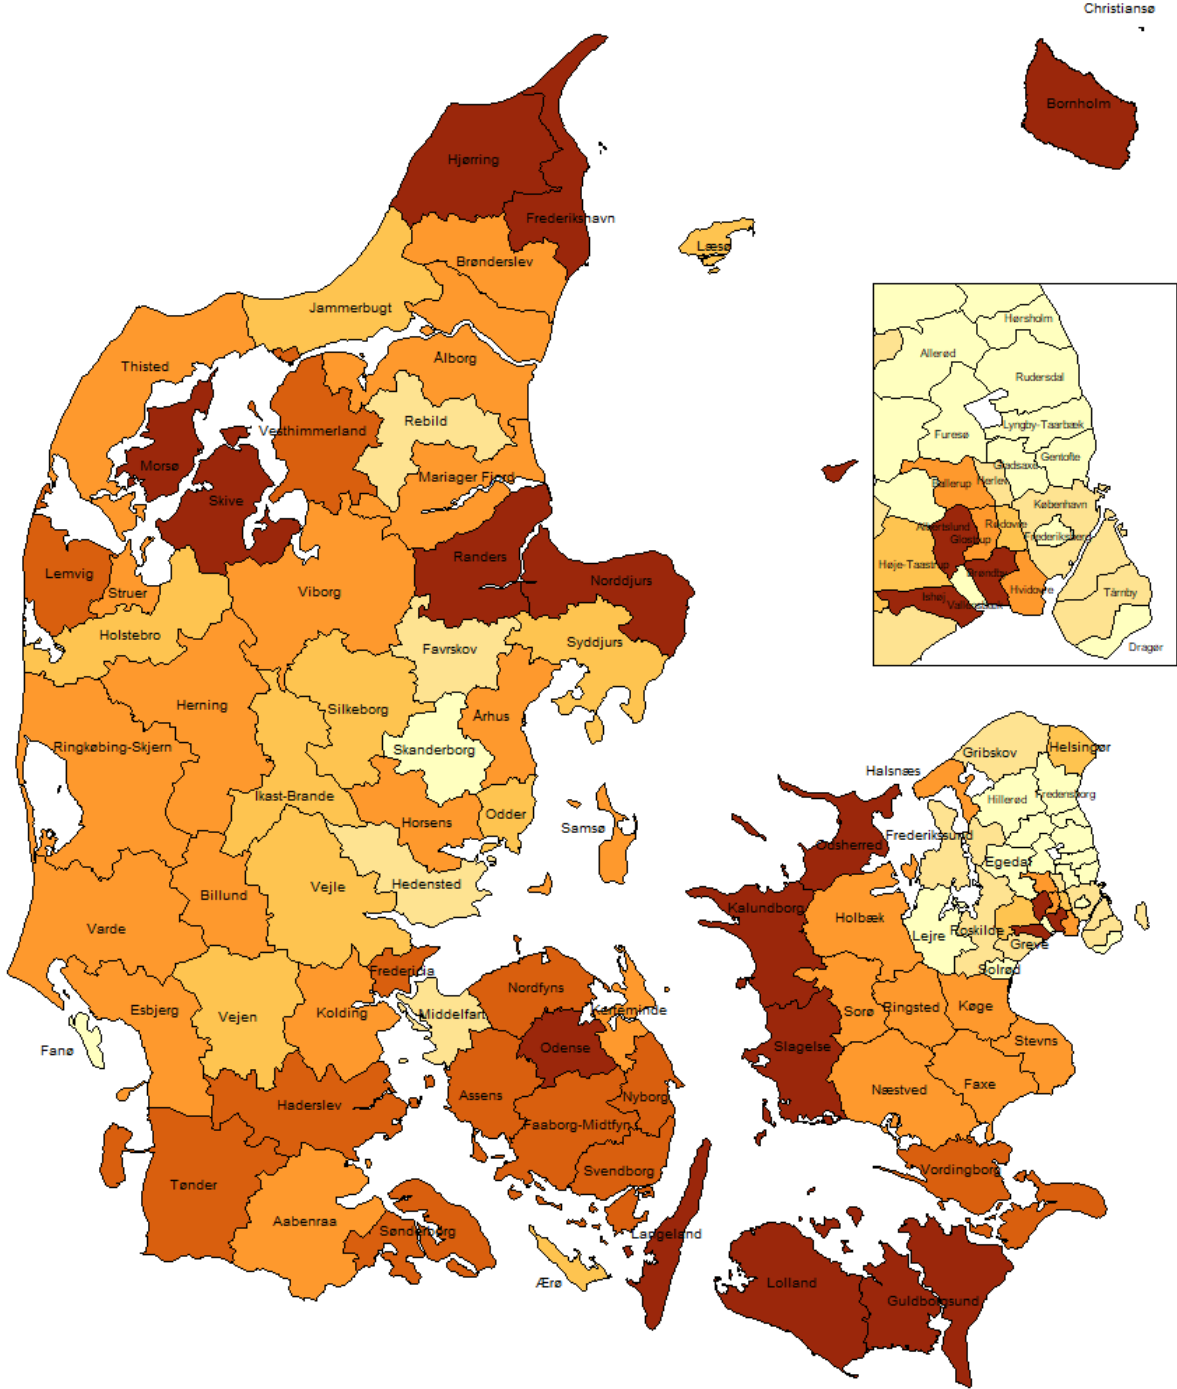 Christiansø
Bornholm
Hjørring
Frederikshavn
Læsø
Brønderslev
Jammerbugt
Thisted
Ålborg
Rebild
Vesthimmerland
Morsø
Skive
Mariager Fjord
Randers
Norddjurs
Lemvig
Struer
Viborg
Holstebro
Favrskov
Syddjurs
Herning
Silkeborg
Århus
Ringkøbing-Skjern
Skanderborg
Ikast-Brande
Horsens
Odder
Samsø
Hedensted
Vejle
Billund
Varde
Fredericia
Esbjerg
Vejen
Kolding
Middelfart
Nordfyns
Kerteminde
Fanø
Odense
Haderslev
Assens
Nyborg
Faaborg-Midtfyn
Svendborg
Tønder
Aabenraa
Sønderborg
Langeland
Ærø
Hørsholm
Allerød
Rudersdal
Lyngby-Taarbæk
Furesø
Gentofte
Gladsaxe
Ballerup
Herlev
København
Albertslund
Rødovre
Glostrup
Frederiksberg
Høje-Taastrup
Brøndby
Hvidovre
Tårnby
Ishøj
Vallensbæk
Dragør
Gribskov
Helsingør
Halsnæs
Hillerød
Fredensborg
Frederikssund
Odsherred
Egedal
Kalundborg
Holbæk
Lejre
Roskilde
Greve
Solrød
Sorø
Ringsted
Køge
Slagelse
Stevns
Næstved
Faxe
Vordingborg
Lolland
Guldborgsund